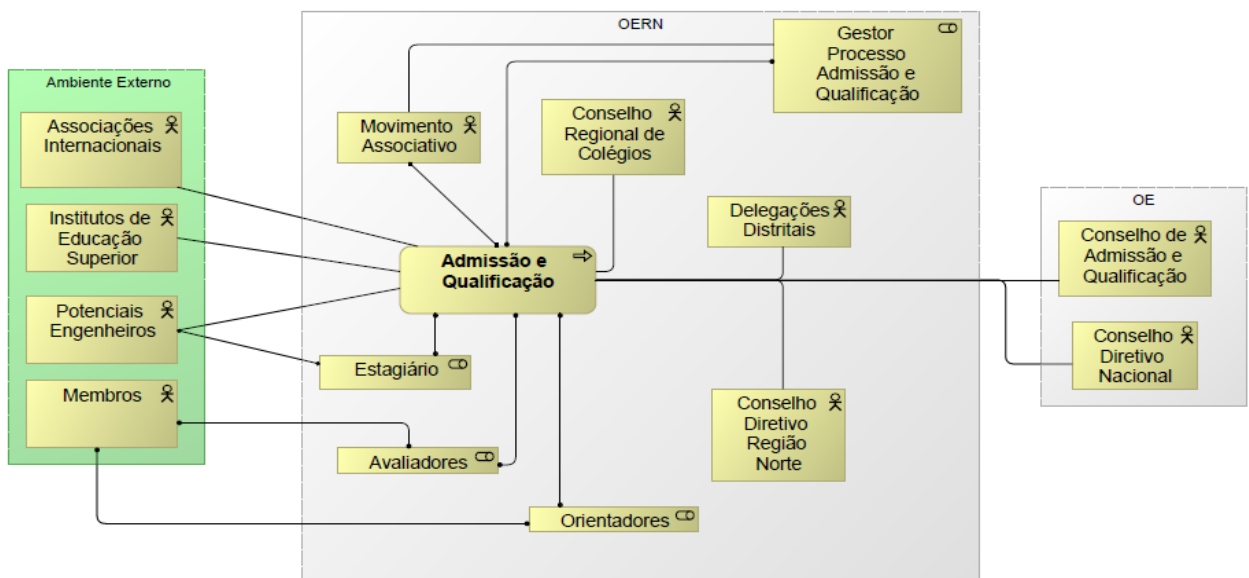 OERN
Gestor
Processo
Admissão e
Qualificação
Ambiente Externo
Associações
Internacionais
Movimento
Associativo
Conselho
Regional de
Colégios
Institutos de
Educação
Superior
Delegações
Distritais
OE
Conselho de
Admissão e
Qualificação
Admissão e
Qualificação
Potenciais
Engenheiros
Conselho
Diretivo
Nacional
Estagiário
Membros
Conselho
Diretivo
Região
Norte
Avaliadores
Orientadores